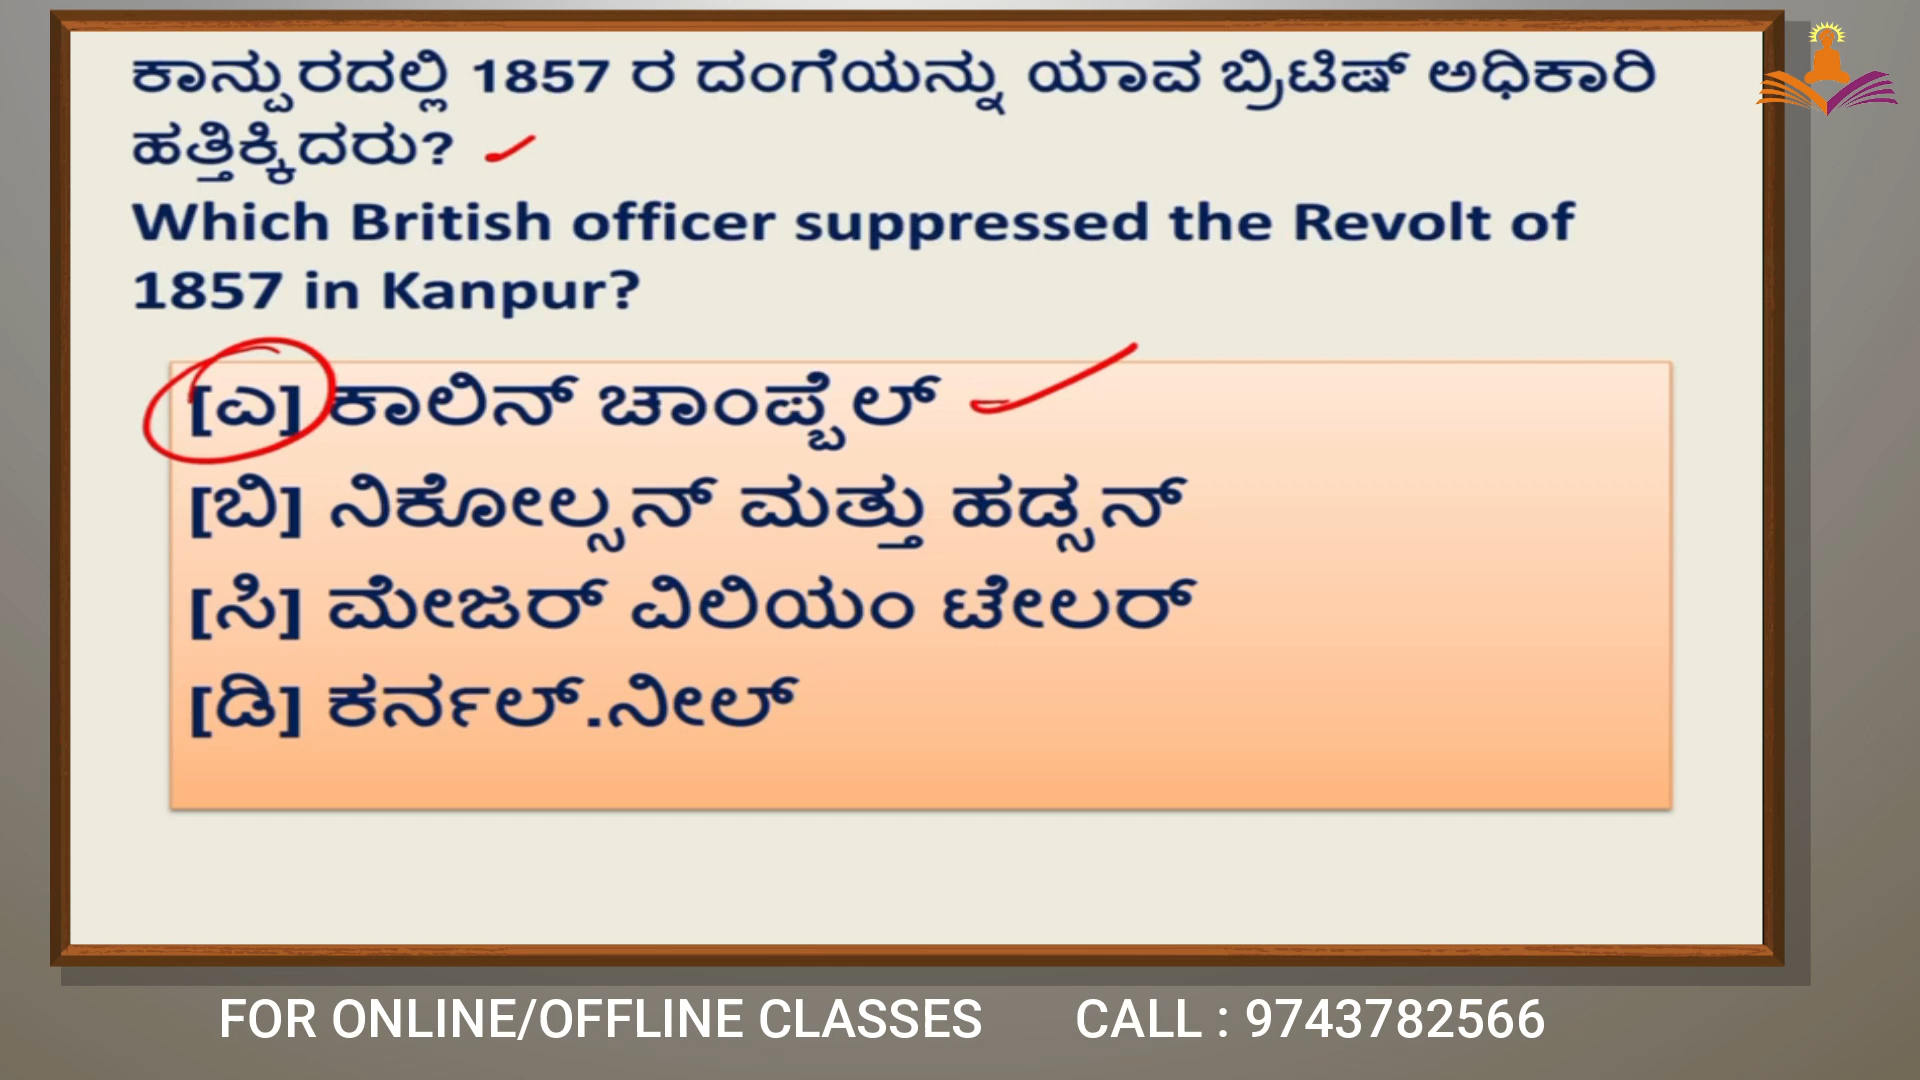 ಕಾನ್ಪುರದಲ್ಲಿ 1857 ರ ದಂಗೆಯನ್ನು ಯಾವ ಬ್ರಿಟಿಷ್ ಅಧಿಕಾರಿ
ಹತ್ತಿಕ್ಕಿದರು?
Which British officer suppressed the Revolt of
1857 in Kanpur?
[ಎ] ಕಾಲಿನ್ ಚಾಂಪ್ಬೆಲ್
[ಬಿ] ನಿಕೋಲ್ಸನ್ ಮತ್ತು ಹಡ್ಸನ್
[ಸಿ] ಮೇಜರ್ ವಿಲಿಯಂ ಟೇಲರ್
[ಡಿ] ಕರ್ನಲ್.ನೀಲ್
FOR ONLINE/OFFLINE CLASSES CALL : 9743782566